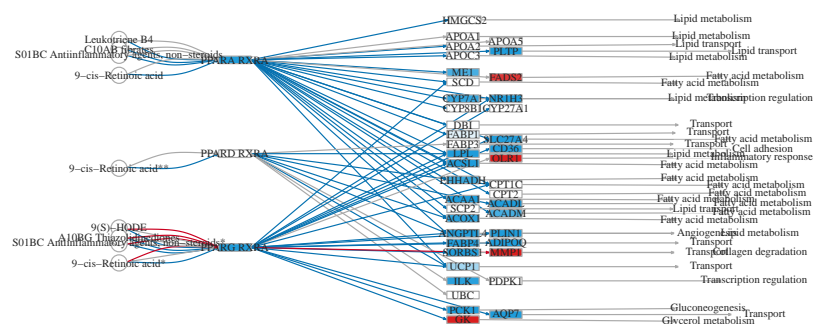 Leukotriene B4
C10AB fibrates
S01BC Antiinflammatory agents, non-steroids
9-cis-Retinoic acid
PPARA RXRA
9-cis-Retinoic acid**
PPARD RXRA
9(S)-HODE
A10BG Thiazolidinediones
S01BC Antiinflammatory agents, non-steroids*
9-cis-Retinoic acid*
PPARG RXRA
HMGCS2
Lipid metabolism
APOA1
Lipid metabolism
APOA2
APOA5
Lipid transport
PLTP
Lipid transport
APOC3
Lipid metabolism
ME1
FADS2
Fatty acid metabolism
SCD
Fatty acid metabolism
CYP7A1
NR1H3
Lipid metabolism
Transcription regulation
CYP8B1
CYP27A1
DBI
Transport
FABP1
Transport
SLC27A4
Fatty acid metabolism
FABP3
Transport
CD36
Cell adhesion
LPL
Lipid metabolism
OLR1
Inflammatory response
ACSL1
Fatty acid metabolism
EHHADH
Fatty acid metabolism
CPT1C
Fatty acid metabolism
CPT2
Fatty acid metabolism
ACAA1
Fatty acid metabolism
ACADL
Fatty acid metabolism
SCP2
Lipid transport
ACADM
Fatty acid metabolism
ACOX1
Fatty acid metabolism
ANGPTL4
PLIN1
Angiogenesis
Lipid metabolism
FABP4
ADIPOQ
Transport
SORBS1
MMP1
Transport
Collagen degradation
UCP1
Transport
ILK
PDPK1
Transcription regulation
UBC
PCK1
Gluconeogenesis
AQP7
Transport
GK
Glycerol metabolism